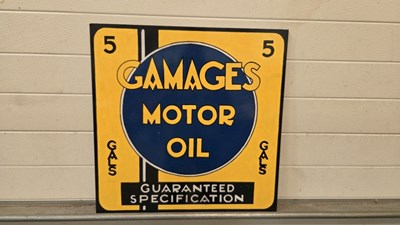 5 5
GAMAGES
MOTOR
OIL
GALS GALS
GUARANTEED
SPECIFICATION